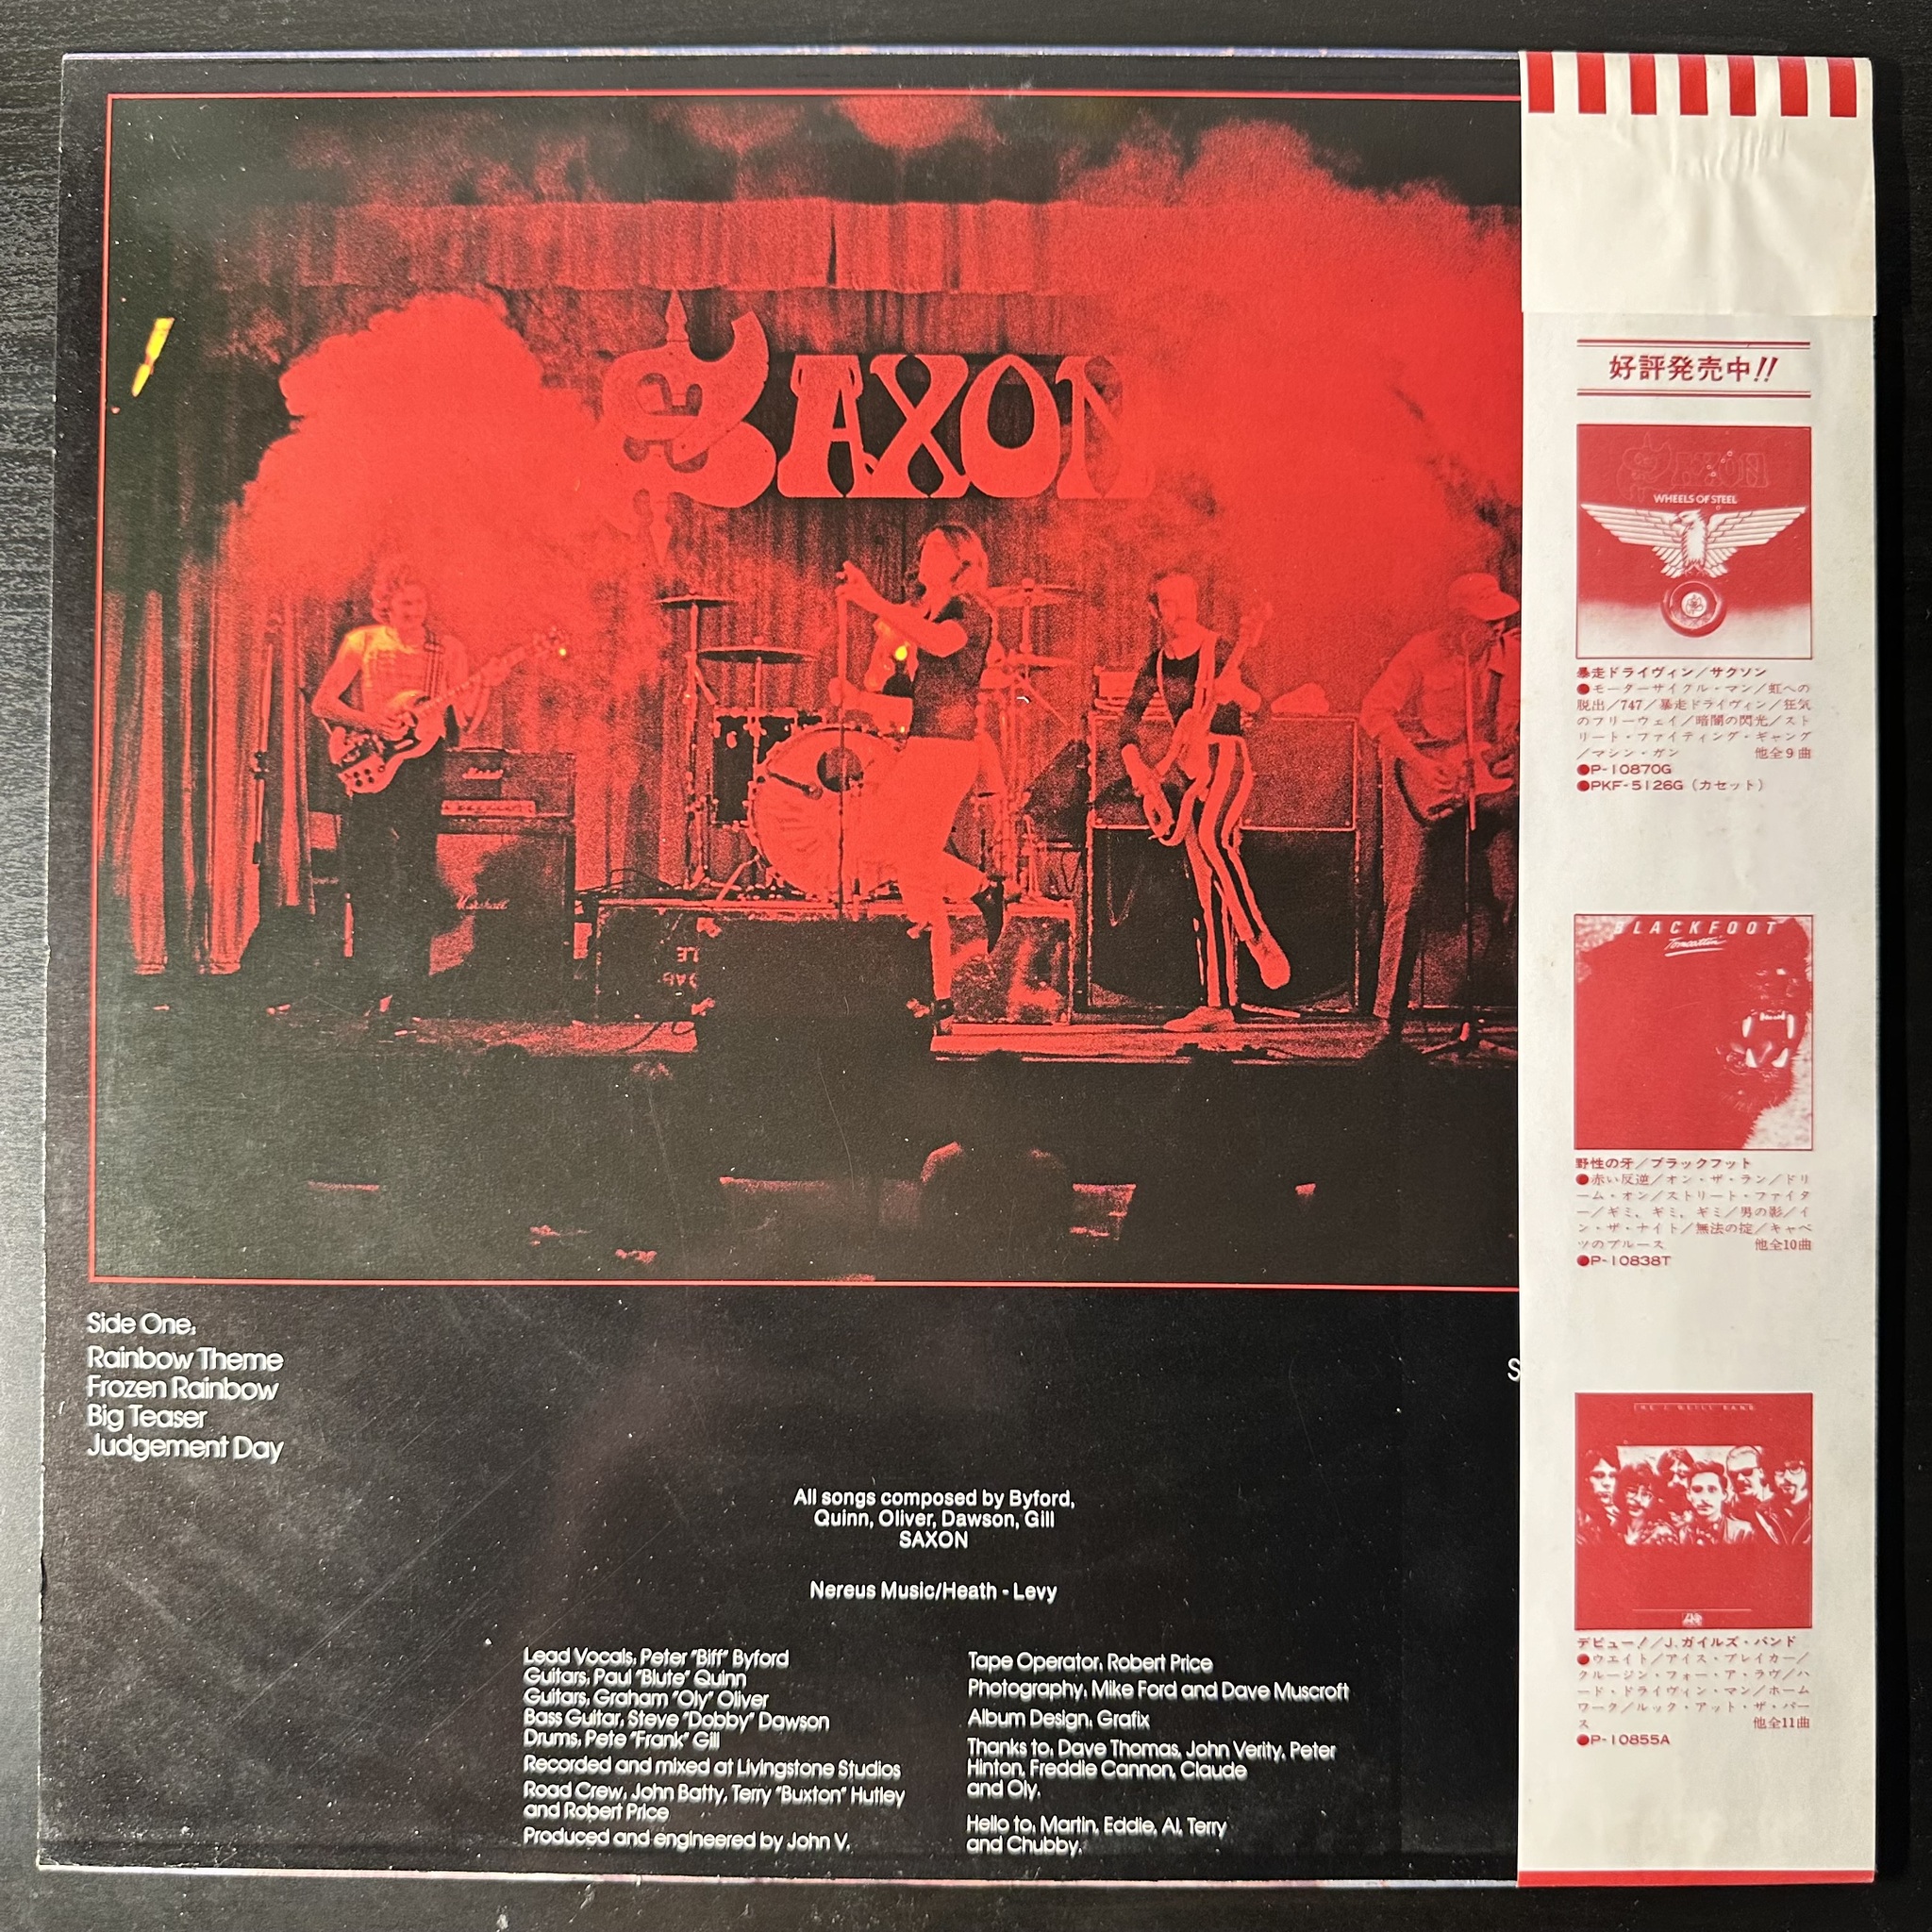 SAXON
Marshall
Marshall
Side One,
Rainbow Theme
Frozen Rainbow
Big Teaser
Judgement Day
S
All songs composed by Byford,
Quinn, Oliver, Dawson, Gill
SAXON
Nereus Music/Heath - Levy
Lead Vocals, Peter "Biff" Byford
Guitars, Paul "Blute" Quinn
Guitars, Graham "Oly" Oliver
Bass Guitar, Steve "Dobby" Dawson
Drums, Pete "Frank" Gill
Recorded and mixed at Livingstone Studios
Road Crew, John Batty, Terry "Buxton" Hutley
and Robert Price
Produced and engineered by John V.
Tape Operator, Robert Price
Photography, Mike Ford and Dave Muscroft
Album Design, Grafix
Thanks to, Dave Thomas, John Verity, Peter
Hinton, Freddie Cannon, Claude
and Oly.
Hello to, Martin, Eddie, Al, Terry
and Chubby.
好評発売中!!
SAXON
WHEELS OF STEEL
暴走ドライヴィン／サクソン
●モーターサイクル・マン／虹への
脱出／747／暴走ドライヴィン／狂気
のフリーウェイ／暗闇の閃光／スト
リート・ファイティング・ギャング
／マシン・ガン 他全9曲
●P-10870G
●PKF-5126G（カセット）
BLACKFOOT
Tomcattin'
野性の牙／ブラックフット
●赤い反逆／オン・ザ・ラン／ドリ
ーム・オン／ストリート・ファイタ
ー／ギミ、ギミ、ギミ／男の影／イ
ン・ザ・ナイト／無法の掟／キャベ
ツのブルース 他全10曲
●P-10838T
THE J. GEILS BAND
デビュー！／J.ガイルズ・バンド
●ウエイト／アイス・ブレイカー／
クルージン・フォー・ア・ラヴ／ハ
ード・ドライヴィン・マン／ホーム
ワーク／ルック・アット・ザ・バー
ス 他全11曲
●P-10855A